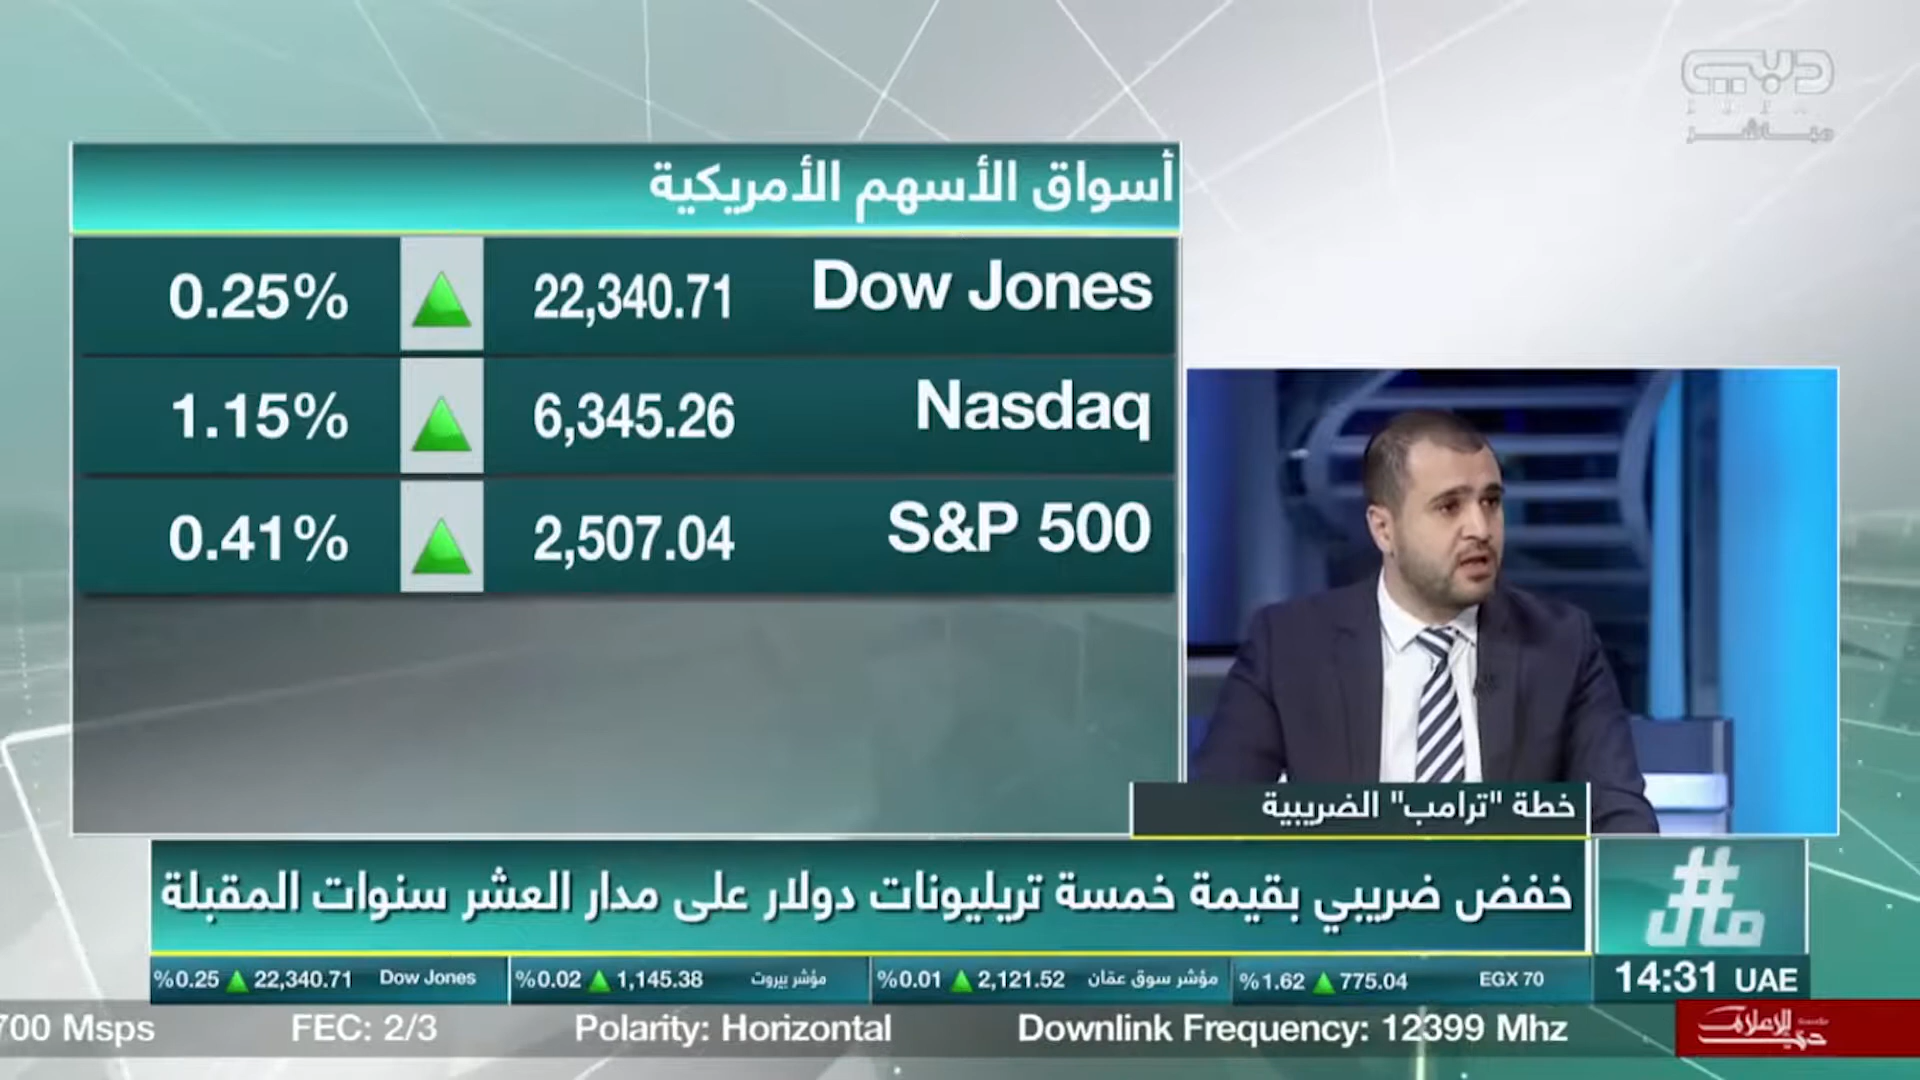 دبي
مباشر
أسواق الأسهم الأمريكية
Dow Jones 22,340.71 ▲ 0.25%
Nasdaq 6,345.26 ▲ 1.15%
S&P 500 2,507.04 ▲ 0.41%
خطة "ترامب" الضريبية
خفض ضريبي بقيمة خمسة تريليونات دولار على مدار العشر سنوات المقبلة
#مال
%0.25 ▲ 22,340.71 Dow Jones
%0.02 ▲ 1,145.38 مؤشر بيروت
%0.01 ▲ 2,121.52 مؤشر سوق عمّان
%1.62 ▲ 775.04 EGX 70
14:31 UAE
700 Msps FEC: 2/3 Polarity: Horizontal Downlink Frequency: 12399 Mhz
دبي للإعلام